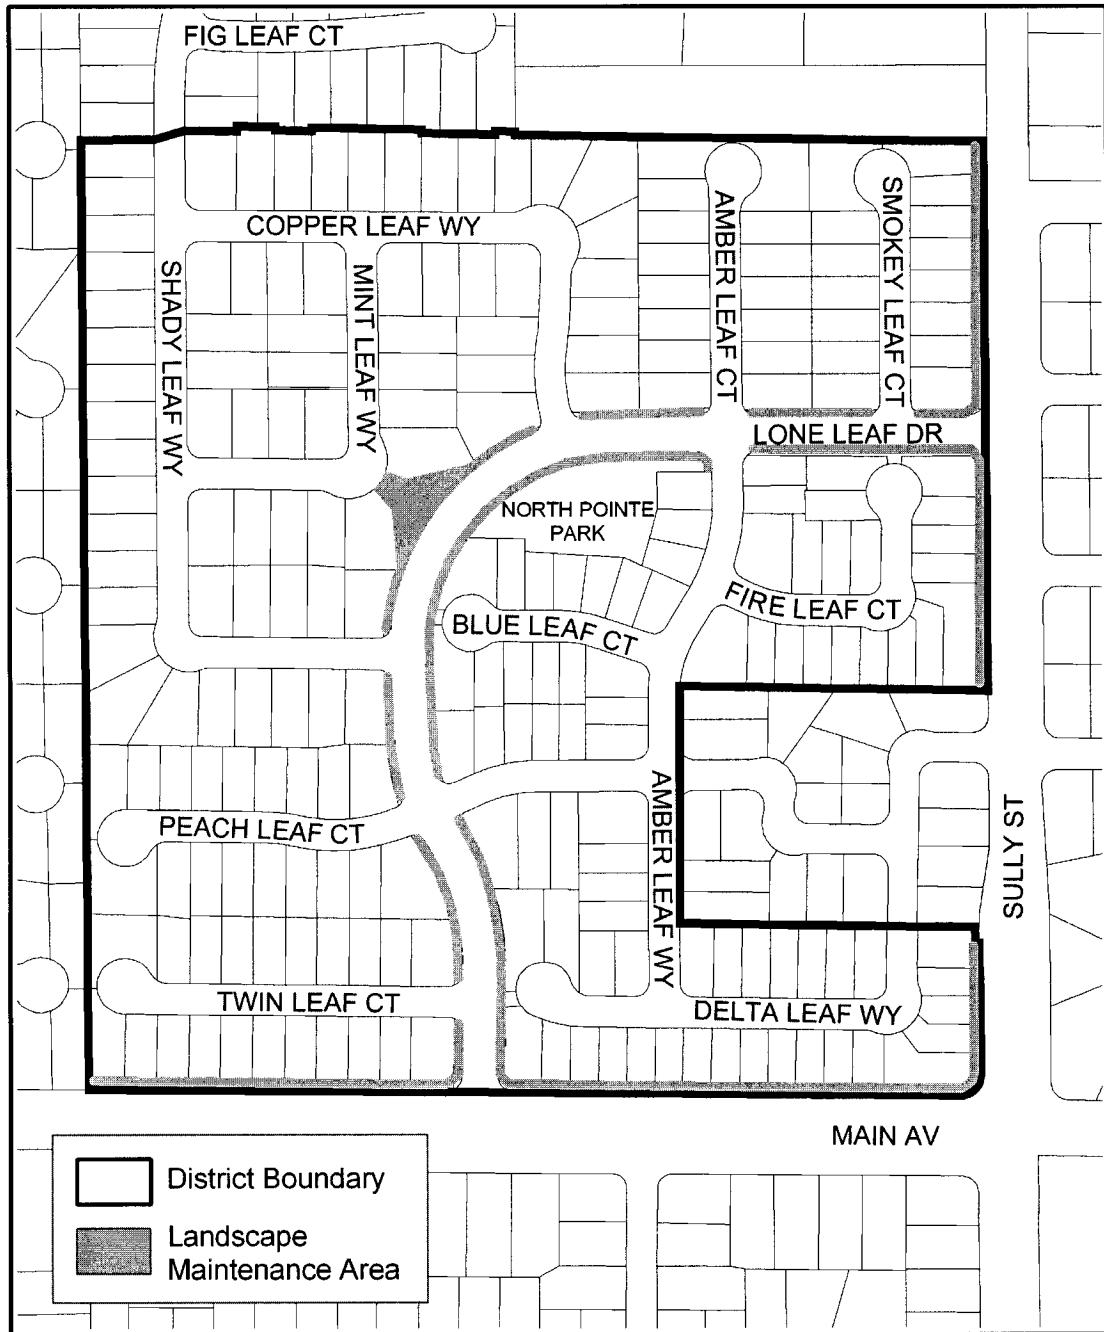 FIG LEAF CT
COPPER LEAF WY
SHADY LEAF WY
MINT LEAF WY
AMBER LEAF CT
SMOKEY LEAF CT
LONE LEAF DR
NORTH POINTE
PARK
FIRE LEAF CT
BLUE LEAF CT
PEACH LEAF CT
AMBER LEAF WY
SULLY ST
TWIN LEAF CT
DELTA LEAF WY
MAIN AV
District Boundary
Landscape
Maintenance Area